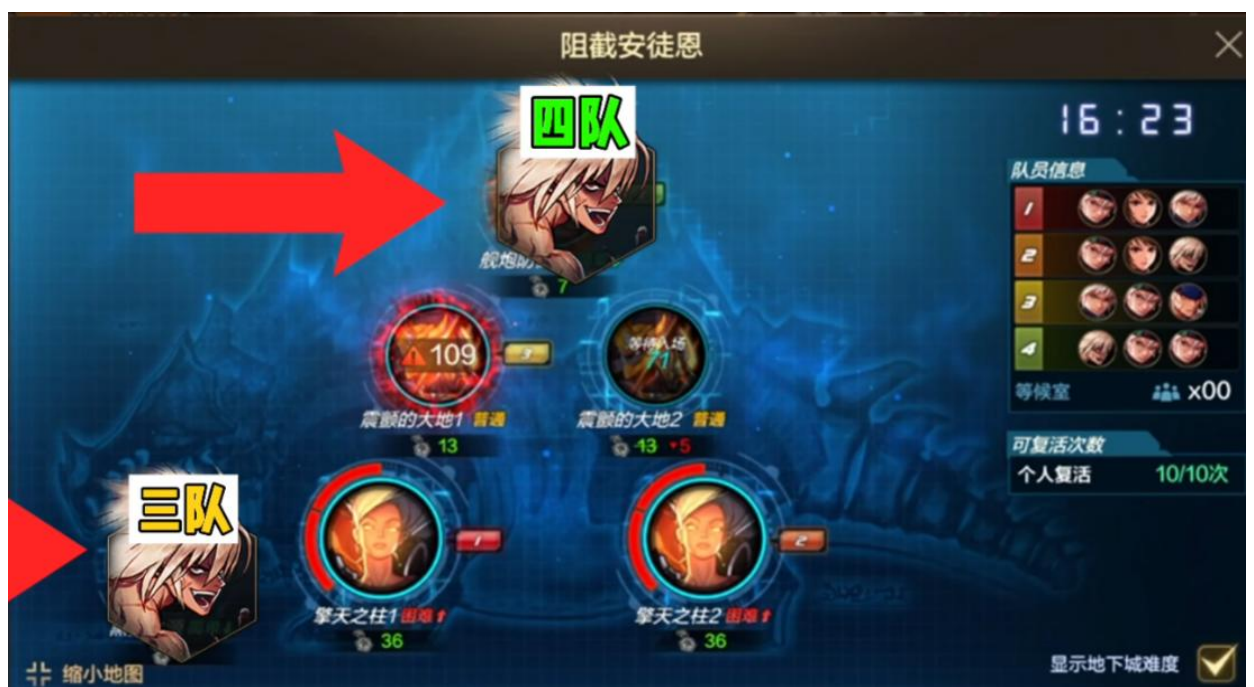 阻截安徒恩
四队
16:23
队员信息
1
2
3
4
等候室 x00
可复活次数
个人复活 10/10次
舰炮防
7
109
3
等待入场
71
震颤的大地1 普通
13
震颤的大地2 普通
13 ▾5
三队
1
2
擎天之柱1 困难↑
36
擎天之柱2 困难↑
36
缩小地图
显示地下城难度